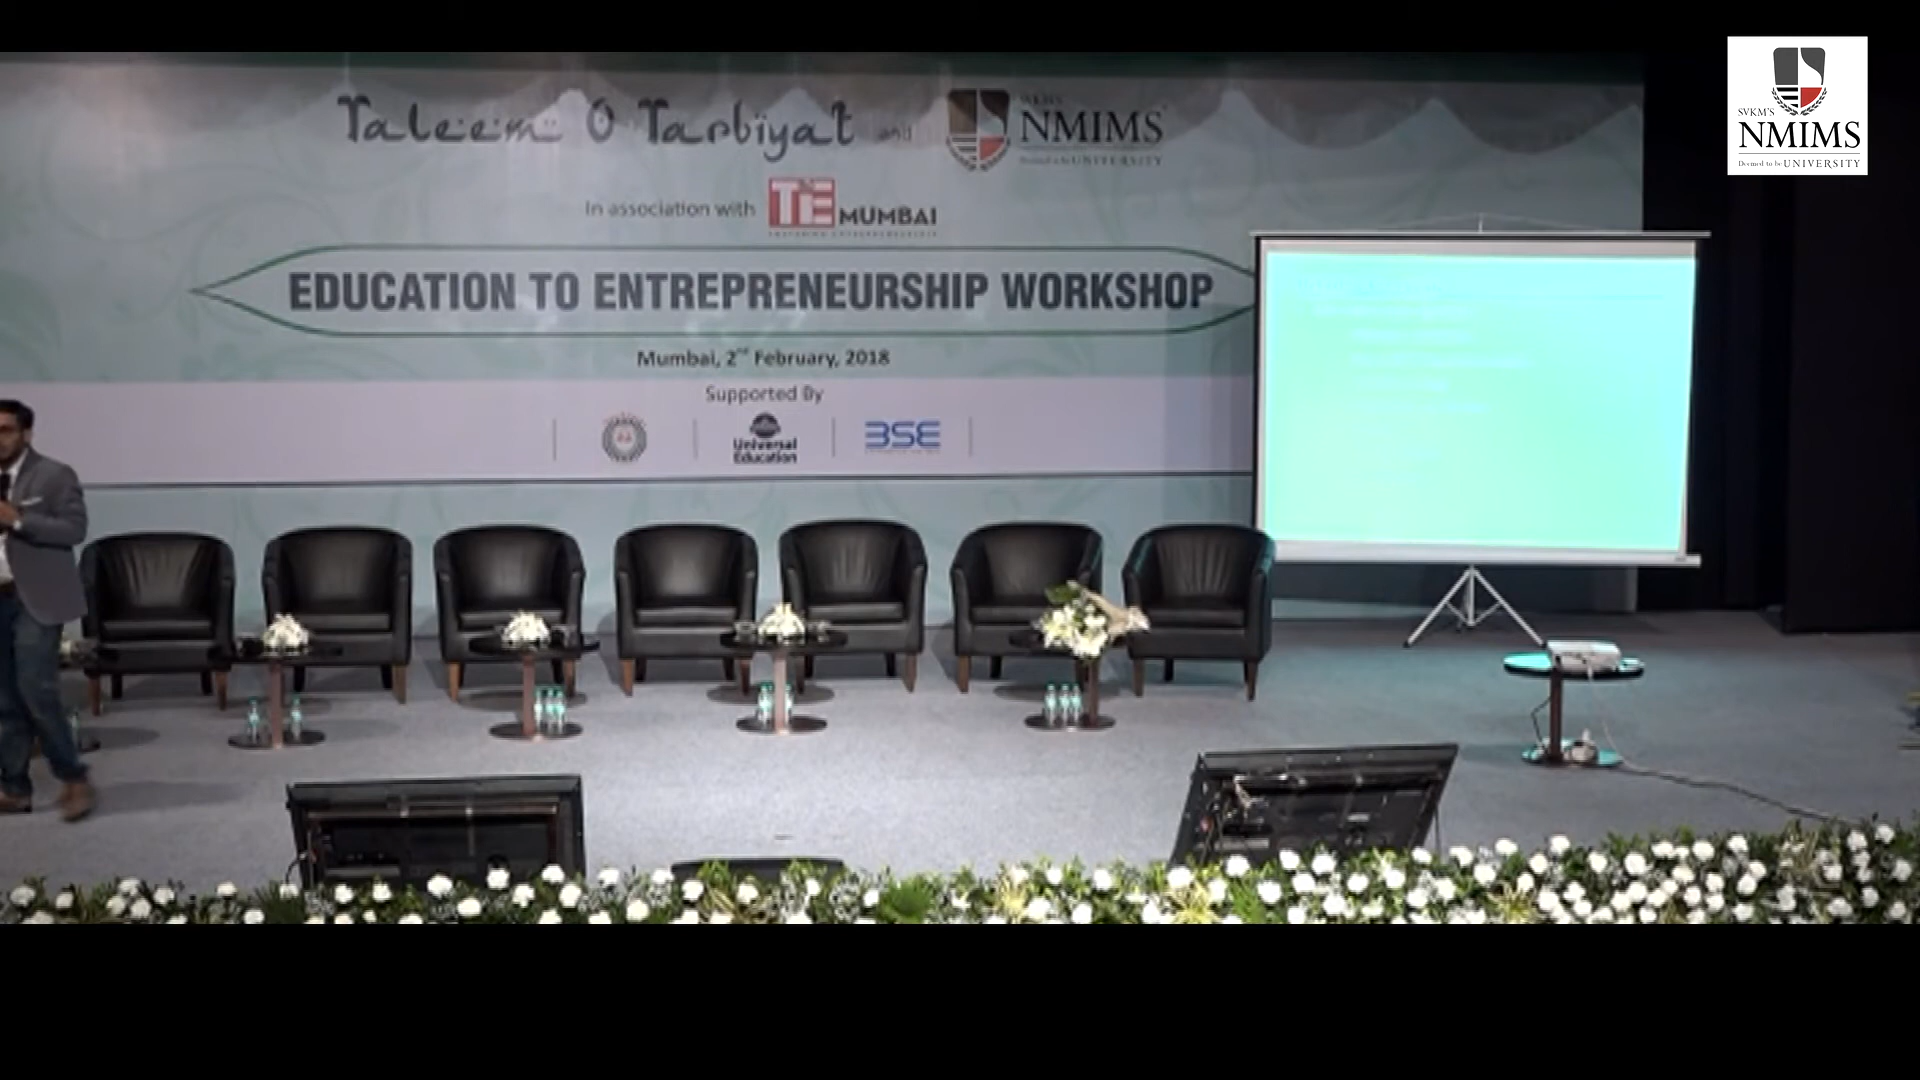 Taleem O Tarbiyat and NMIMS
UNIVERSITY
In association with TiE MUMBAI
EDUCATION TO ENTREPRENEURSHIP WORKSHOP
Mumbai, 2nd February, 2018
Supported By
Universal
Education
BSE
SVKM'S
NMIMS
Deemed to be UNIVERSITY